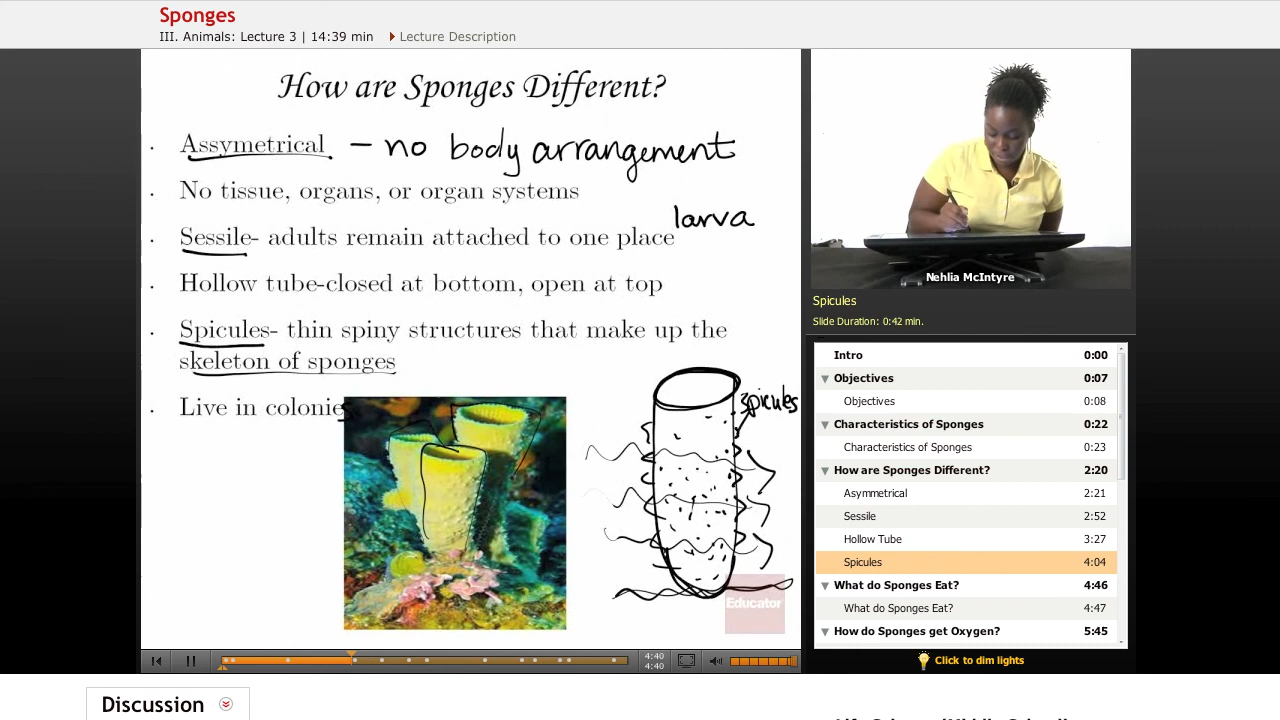 Sponges
III. Animals: Lecture 3 | 14:39 min Lecture Description
How are Sponges Different?
Assymetrical – no body arrangement
No tissue, organs, or organ systems
larva
Sessile- adults remain attached to one place
Hollow tube-closed at bottom, open at top
Spicules- thin spiny structures that make up the
skeleton of sponges
Live in colonies
spicules
Educator
4:40
4:40
Nehlia McIntyre
Spicules
Slide Duration: 0:42 min.
Intro 0:00
Objectives 0:07
Objectives 0:08
Characteristics of Sponges 0:22
Characteristics of Sponges 0:23
How are Sponges Different? 2:20
Asymmetrical 2:21
Sessile 2:52
Hollow Tube 3:27
Spicules 4:04
What do Sponges Eat? 4:46
What do Sponges Eat? 4:47
How do Sponges get Oxygen? 5:45
Click to dim lights
Discussion